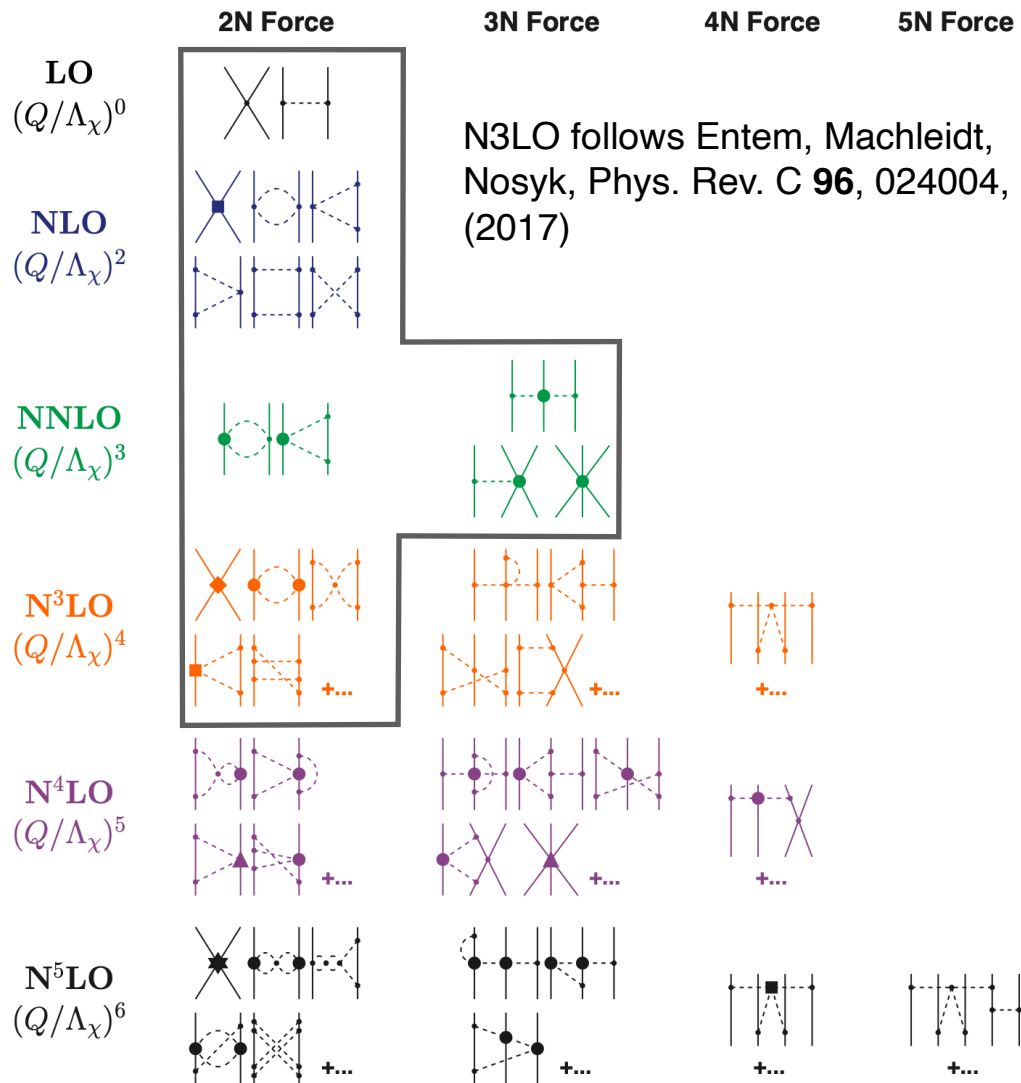 2N Force 3N Force 4N Force 5N Force
LO
(Q/Λχ)⁰
N3LO follows Entem, Machleidt,
Nosyk, Phys. Rev. C 96, 024004,
(2017)
NLO
(Q/Λχ)²
NNLO
(Q/Λχ)³
N³LO
(Q/Λχ)⁴
+... +... +...
N⁴LO
(Q/Λχ)⁵
+... +... +...
N⁵LO
(Q/Λχ)⁶
+... +... +... +...